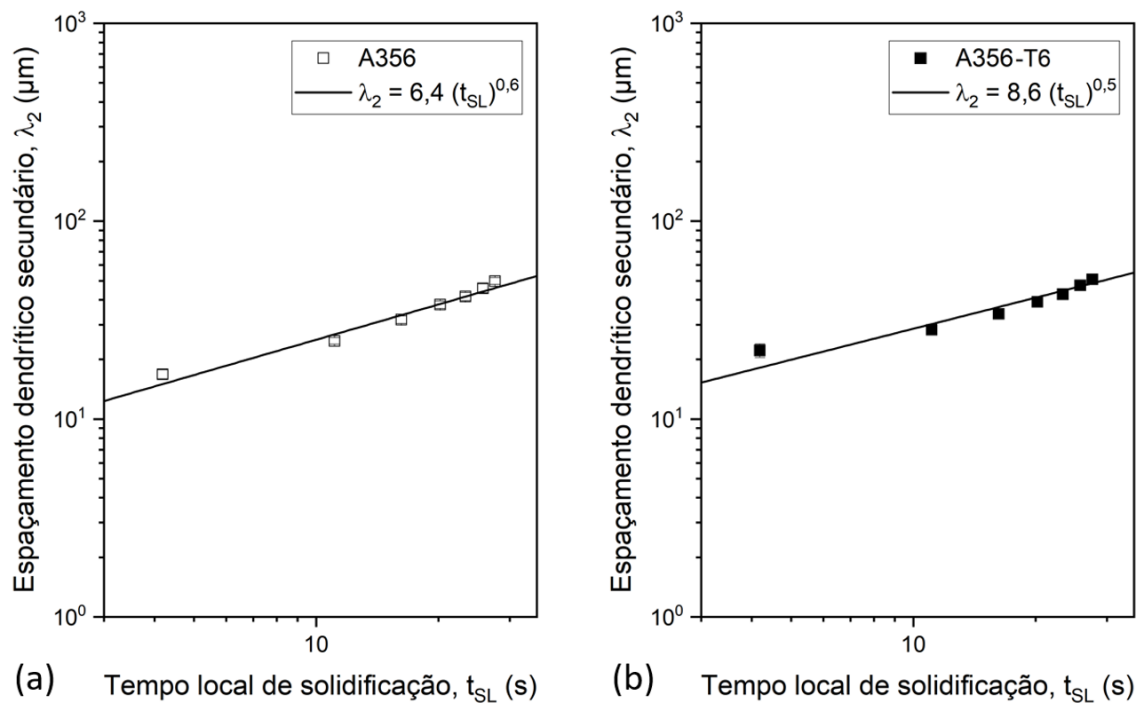 Espaçamento dendrítico secundário, λ₂ (µm)
10³
10²
10¹
10⁰
A356
λ₂ = 6,4 (t_SL)^0,6
10
(a) Tempo local de solidificação, t_SL (s)
Espaçamento dendrítico secundário, λ₂ (µm)
10³
10²
10¹
10⁰
A356-T6
λ₂ = 8,6 (t_SL)^0,5
10
(b) Tempo local de solidificação, t_SL (s)